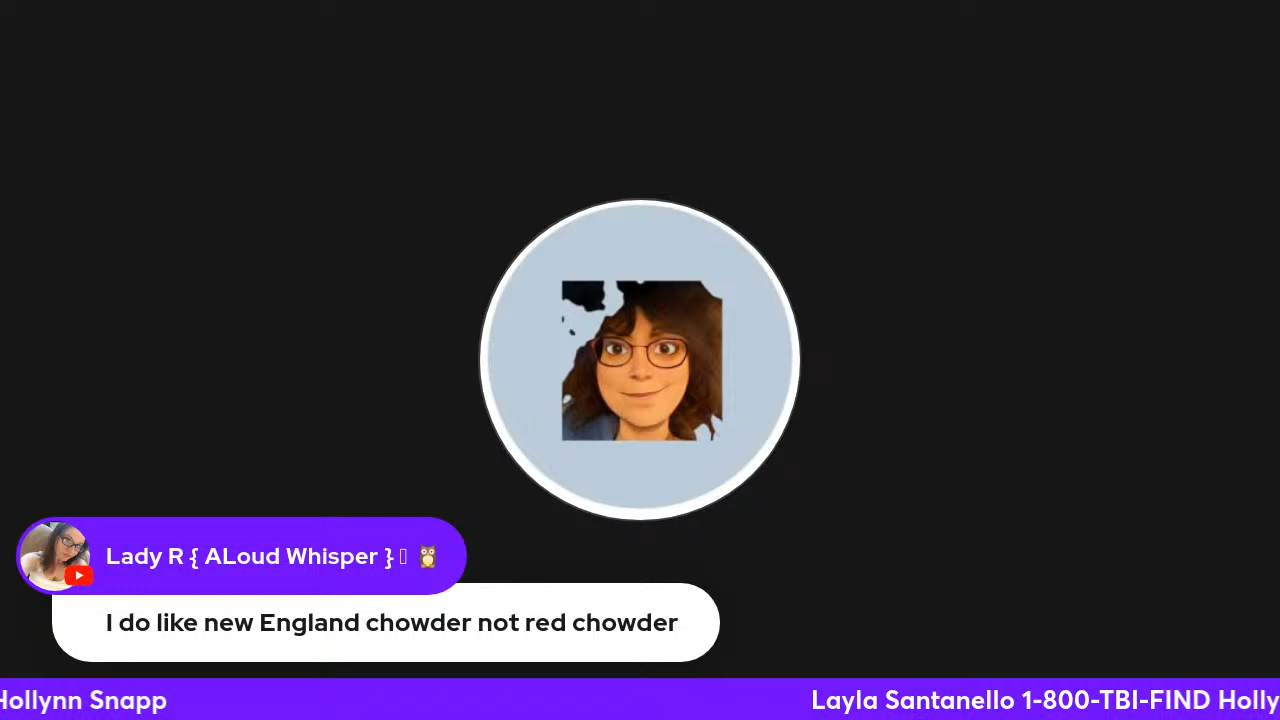 Lady R { ALoud Whisper } 🦉
I do like new England chowder not red chowder
Hollynn Snapp Layla Santanello 1-800-TBI-FIND Holly